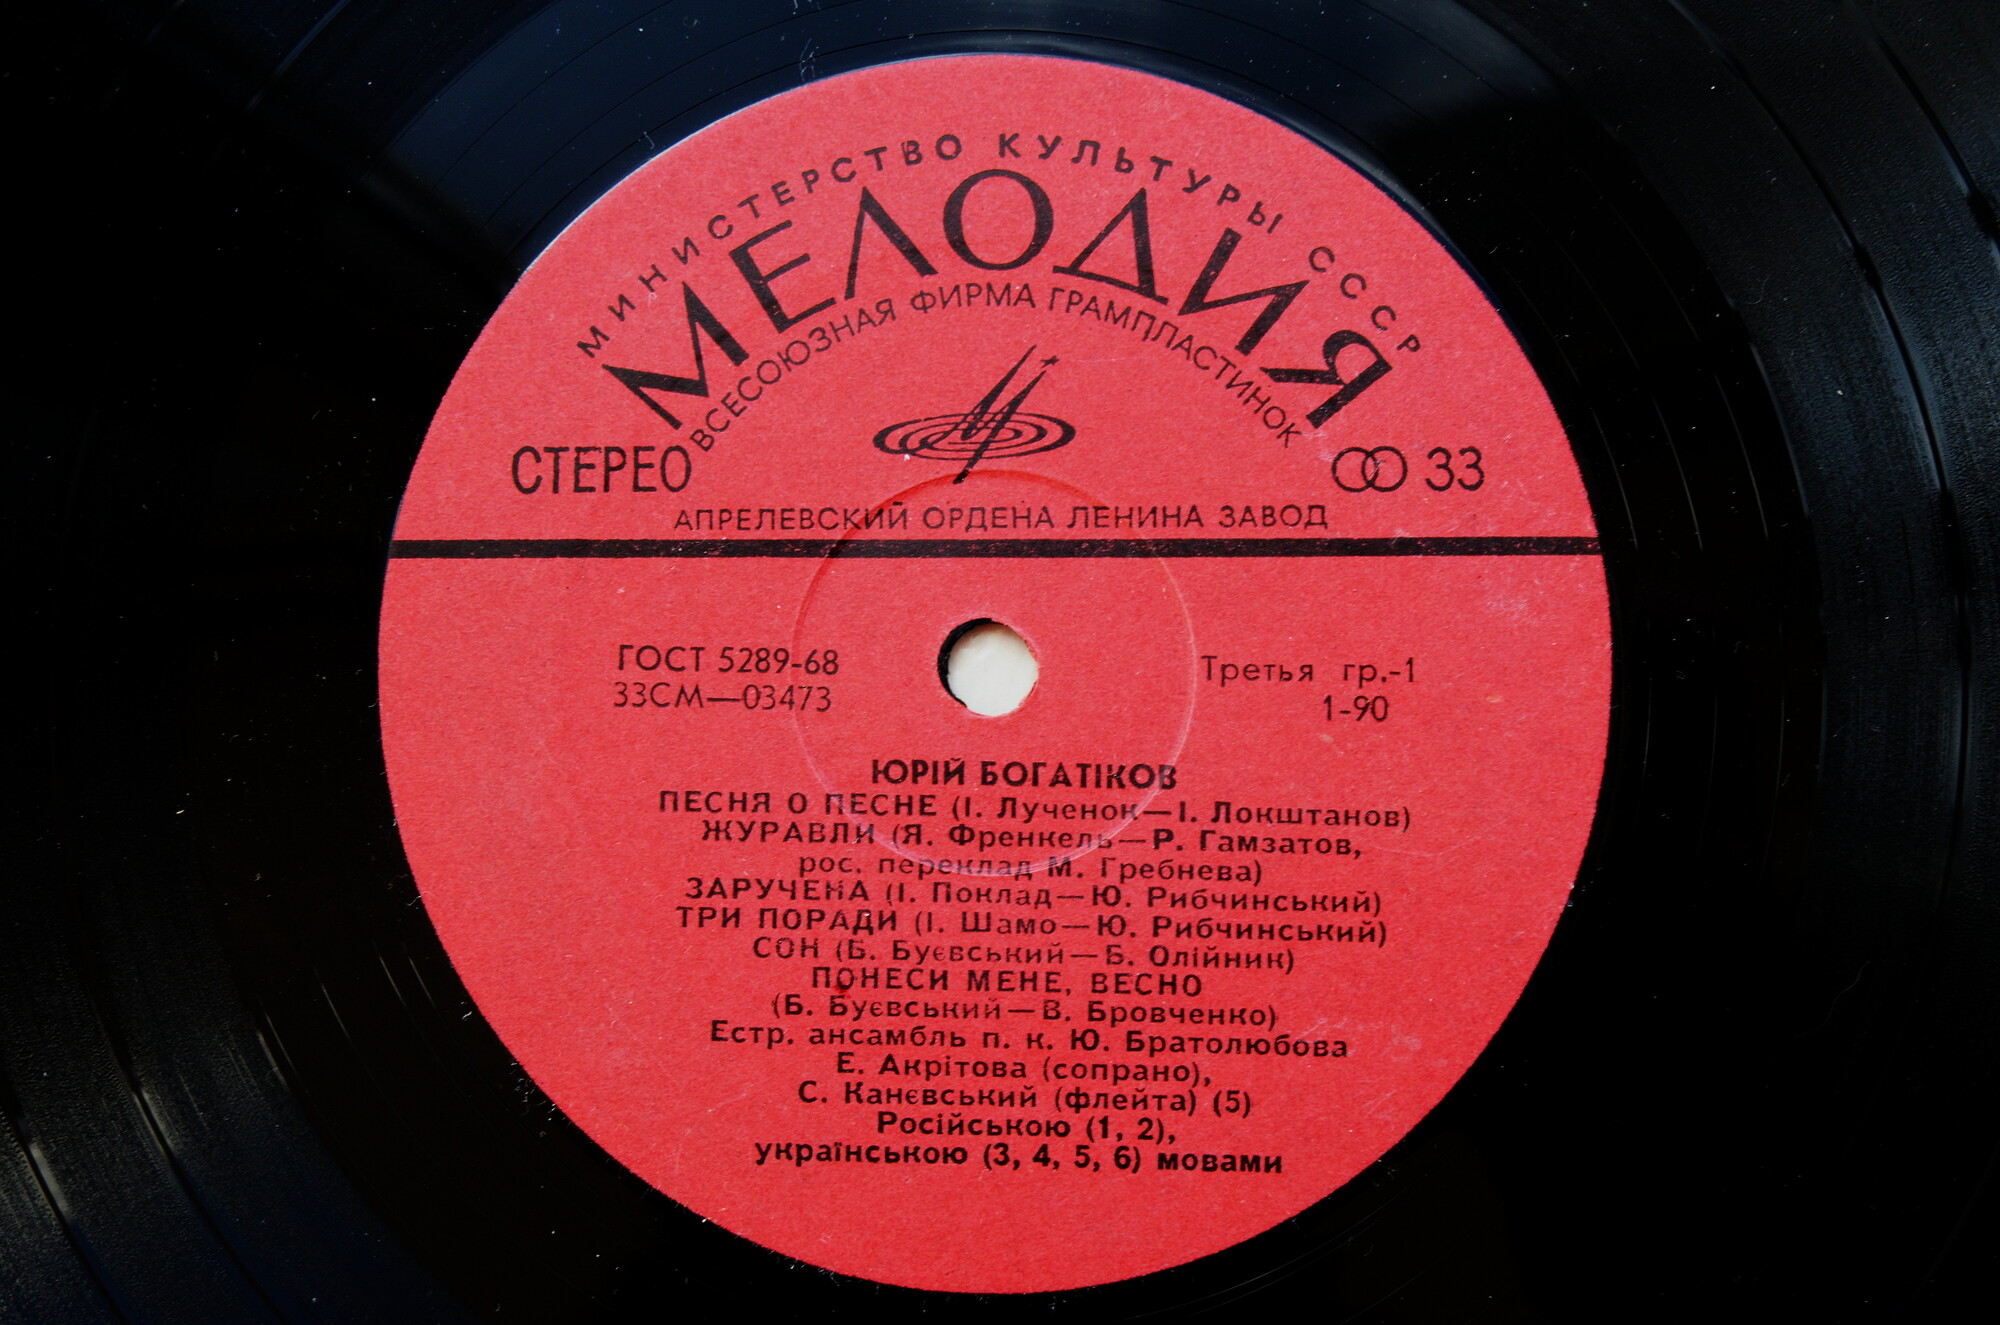 МИНИСТЕРСТВО КУЛЬТУРЫ СССР
МЕЛОДИЯ
ВСЕСОЮЗНАЯ ФИРМА ГРАМПЛАСТИНОК
СТЕРЕО 33
АПРЕЛЕВСКИЙ ОРДЕНА ЛЕНИНА ЗАВОД
ГОСТ 5289-68 Третья гр.-1
33СМ—03473 1-90
ЮРІЙ БОГАТІКОВ
ПЕСНЯ О ПЕСНЕ (І. Лученок—І. Локштанов)
ЖУРАВЛИ (Я. Френкель—Р. Гамзатов,
рос. переклад М. Гребнева)
ЗАРУЧЕНА (І. Поклад—Ю. Рибчинський)
ТРИ ПОРАДИ (І. Шамо—Ю. Рибчинський)
СОН (Б. Буєвський—Б. Олійник)
ПОНЕСИ МЕНЕ, ВЕСНО
(Б. Буєвський—В. Бровченко)
Естр. ансамбль п. к. Ю. Братолюбова
Е. Акрітова (сопрано),
С. Канєвський (флейта) (5)
Російською (1, 2),
українською (3, 4, 5, 6) мовами